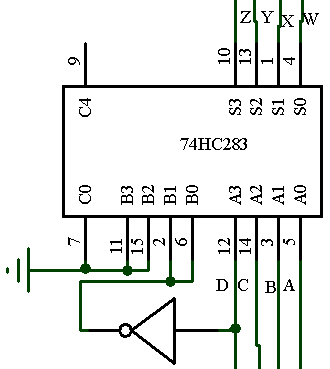 Z Y X W
9 10 13 1 4
C4 S3 S2 S1 S0
74HC283
C0 B3 B2 B1 B0 A3 A2 A1 A0
7 11 15 2 6 12 14 3 5
D C B A